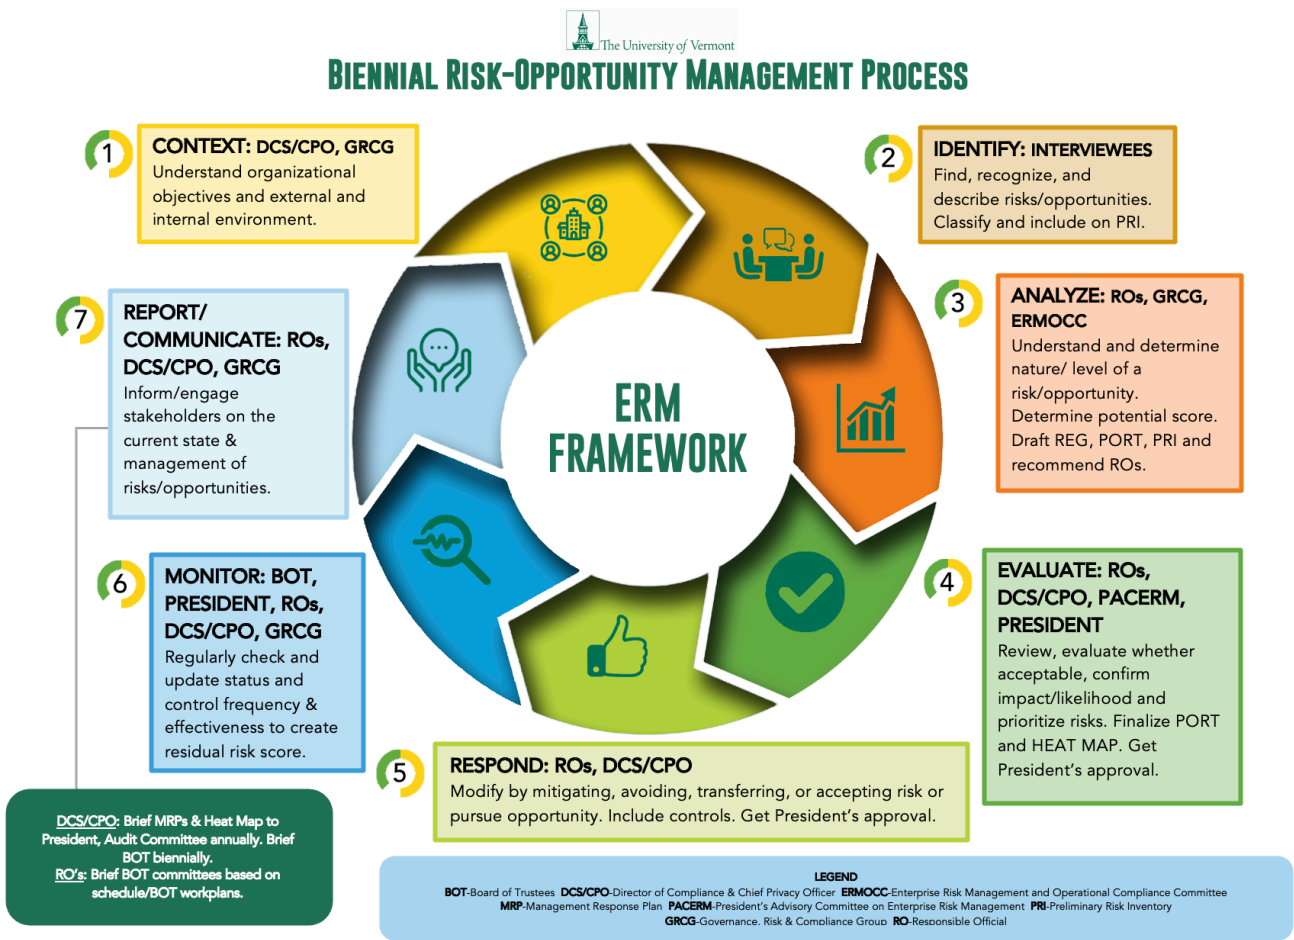 The University of Vermont
BIENNIAL RISK-OPPORTUNITY MANAGEMENT PROCESS
1
CONTEXT: DCS/CPO, GRCG
Understand organizational
objectives and external and
internal environment.
2
IDENTIFY: INTERVIEWEES
Find, recognize, and
describe risks/opportunities.
Classify and include on PRI.
3
ANALYZE: ROs, GRCG,
ERMOCC
Understand and determine
nature/ level of a
risk/opportunity.
Determine potential score.
Draft REG, PORT, PRI and
recommend ROs.
ERM
FRAMEWORK
4
EVALUATE: ROs,
DCS/CPO, PACERM,
PRESIDENT
Review, evaluate whether
acceptable, confirm
impact/likelihood and
prioritize risks. Finalize PORT
and HEAT MAP. Get
President’s approval.
5
RESPOND: ROs, DCS/CPO
Modify by mitigating, avoiding, transferring, or accepting risk or
pursue opportunity. Include controls. Get President’s approval.
6
MONITOR: BOT,
PRESIDENT, ROs,
DCS/CPO, GRCG
Regularly check and
update status and
control frequency &
effectiveness to create
residual risk score.
7
REPORT/
COMMUNICATE: ROs,
DCS/CPO, GRCG
Inform/engage
stakeholders on the
current state &
management of
risks/opportunities.
DCS/CPO: Brief MRPs & Heat Map to
President, Audit Committee annually. Brief
BOT biennially.
RO’s: Brief BOT committees based on
schedule/BOT workplans.
LEGEND
BOT-Board of Trustees DCS/CPO-Director of Compliance & Chief Privacy Officer ERMOCC-Enterprise Risk Management and Operational Compliance Committee
MRP-Management Response Plan PACERM-President’s Advisory Committee on Enterprise Risk Management PRI-Preliminary Risk Inventory
GRCG-Governance, Risk & Compliance Group RO-Responsible Official